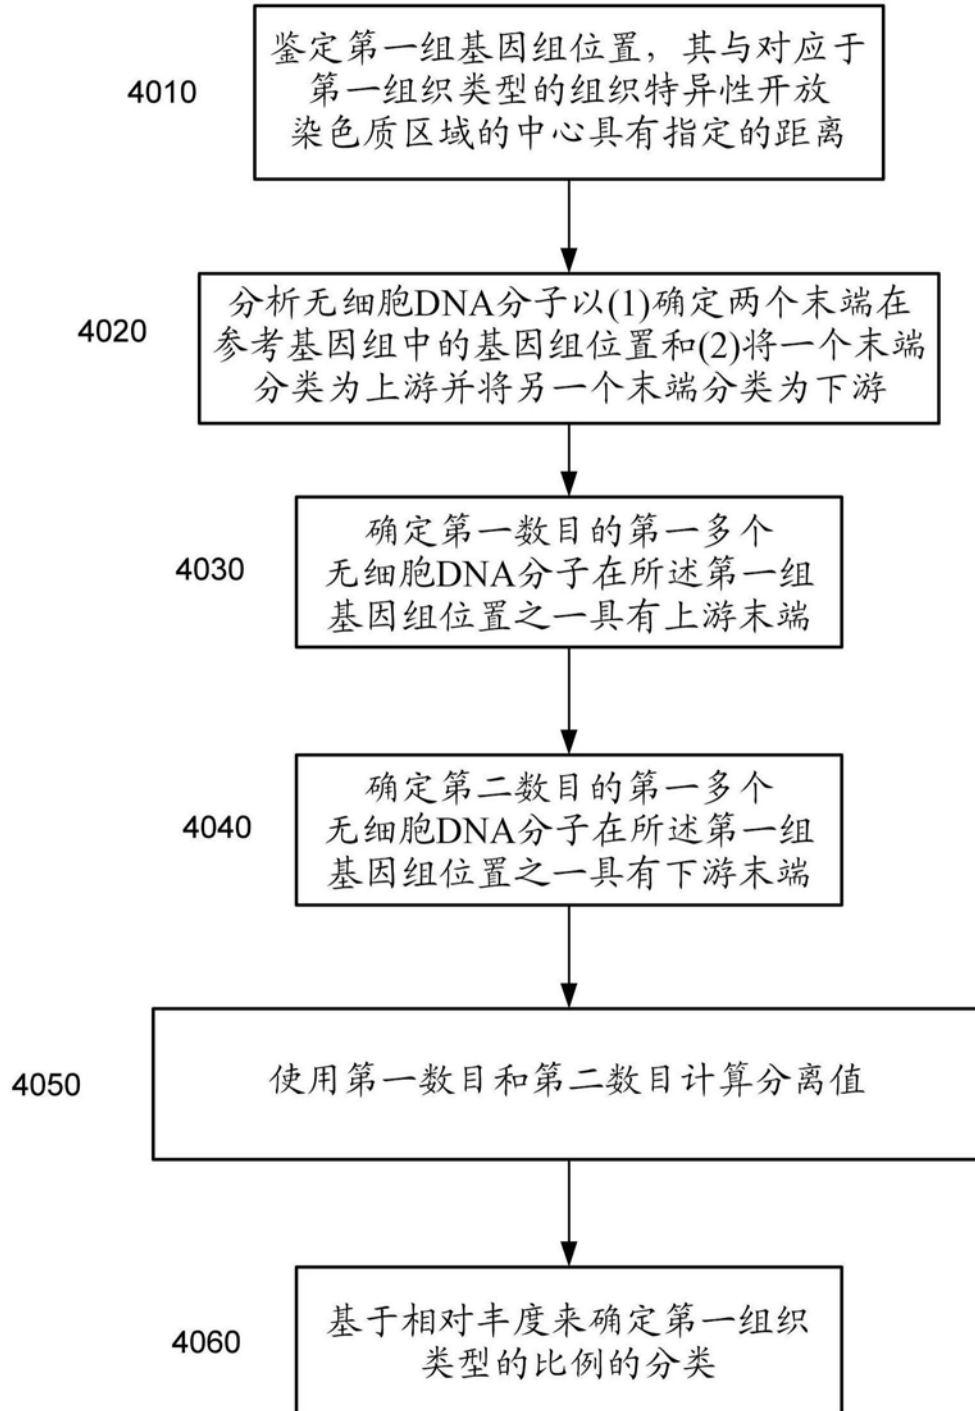 4010
鉴定第一组基因组位置，其与对应于
第一组织类型的组织特异性开放
染色质区域的中心具有指定的距离
4020
分析无细胞DNA分子以(1)确定两个末端在
参考基因组中的基因组位置和(2)将一个末端
分类为上游并将另一个末端分类为下游
4030
确定第一数目的第一多个
无细胞DNA分子在所述第一组
基因组位置之一具有上游末端
4040
确定第二数目的第一多个
无细胞DNA分子在所述第一组
基因组位置之一具有下游末端
4050
使用第一数目和第二数目计算分离值
4060
基于相对丰度来确定第一组织
类型的比例的分类